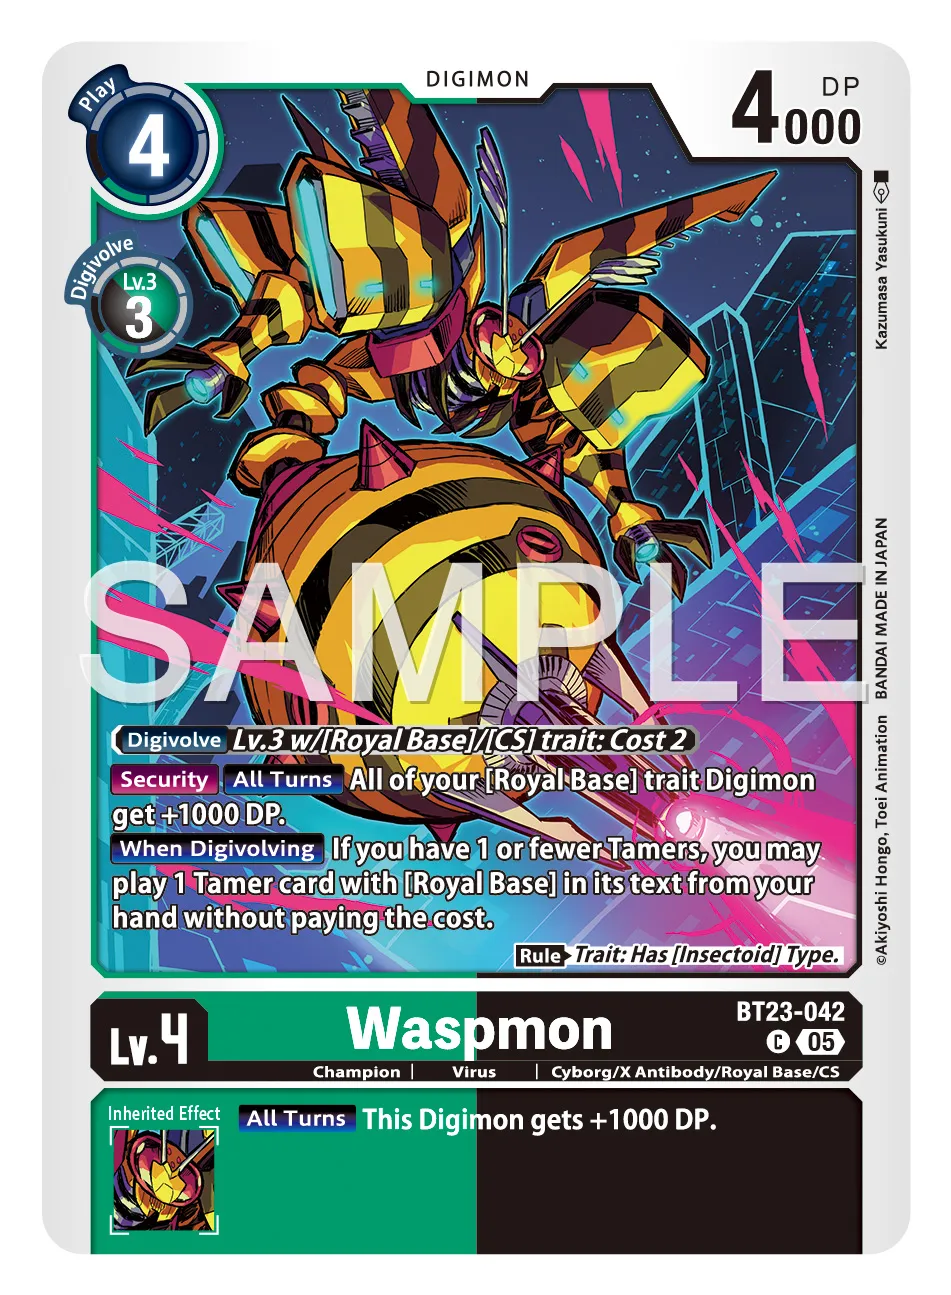 DIGIMON
Play
4
DP
4000
Digivolve
Lv.3
3
Kazumasa Yasukuni
SAMPLE
Digivolve Lv.3 w/[Royal Base]/[CS] trait: Cost 2
Security All Turns All of your [Royal Base] trait Digimon
get +1000 DP.
When Digivolving If you have 1 or fewer Tamers, you may
play 1 Tamer card with [Royal Base] in its text from your
hand without paying the cost.
Rule Trait: Has [Insectoid] Type.
©Akiyoshi Hongo, Toei Animation BANDAI MADE IN JAPAN
Lv.4
Waspmon
BT23-042
C 05
Champion | Virus | Cyborg/X Antibody/Royal Base/CS
Inherited Effect
All Turns This Digimon gets +1000 DP.